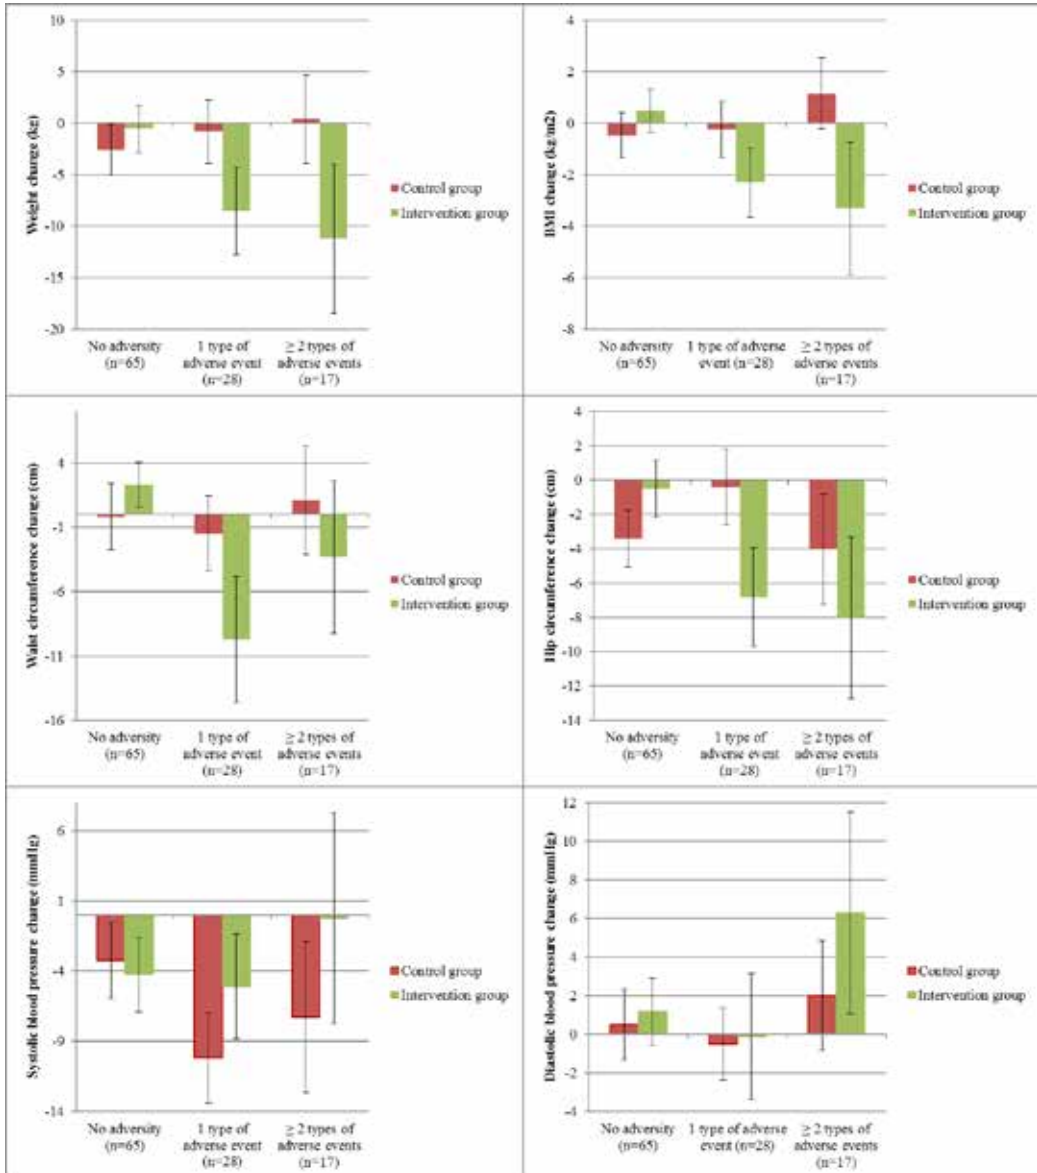 Weight change (kg)
10
5
0
-5
-10
-15
-20
No adversity
(n=65)
1 type of
adverse event
(n=28)
≥ 2 types of
adverse events
(n=17)
Control group
Intervention group
BMI change (kg/m2)
4
2
0
-2
-4
-6
-8
No adversity
(n=65)
1 type of adverse
event (n=28)
≥ 2 types of
adverse events
(n=17)
Control group
Intervention group
Waist circumference change (cm)
4
-1
-6
-11
-16
No adversity
(n=65)
1 type of
adverse event
(n=28)
≥ 2 types of
adverse events
(n=17)
Control group
Intervention group
Hip circumference change (cm)
4
2
0
-2
-4
-6
-8
-10
-12
-14
No adversity
(n=65)
1 type of
adverse event
(n=28)
≥ 2 types of
adverse events
(n=17)
Control group
Intervention group
Systolic blood pressure change (mmHg)
6
1
-4
-9
-14
No adversity
(n=65)
1 type of
adverse event
(n=28)
≥ 2 types of
adverse events
(n=17)
Control group
Intervention group
Diastolic blood pressure change (mmHg)
12
10
8
6
4
2
0
-2
-4
No adversity
(n=65)
1 type of adverse
event (n=28)
≥ 2 types of
adverse events
(n=17)
Control group
Intervention group